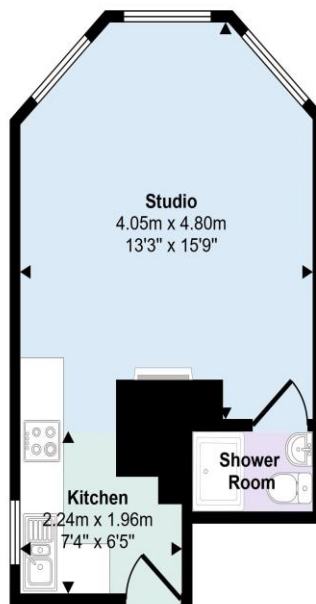 Studio
4.05m x 4.80m
13'3" x 15'9"
Kitchen
2.24m x 1.96m
7'4" x 6'5"
Shower
Room